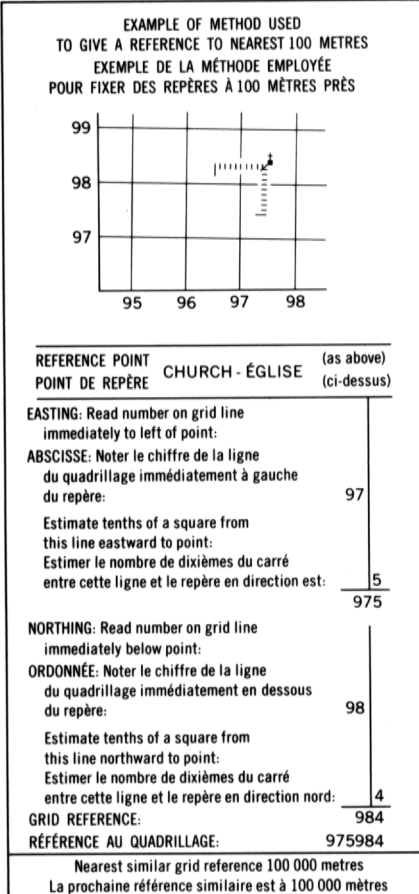 EXAMPLE OF METHOD USED
TO GIVE A REFERENCE TO NEAREST 100 METRES
EXEMPLE DE LA MÉTHODE EMPLOYÉE
POUR FIXER DES REPÈRES À 100 MÈTRES PRÈS
99
98
97
95 96 97 98
REFERENCE POINT
POINT DE REPÈRE
CHURCH - ÉGLISE
(as above)
(ci-dessus)
EASTING: Read number on grid line
immediately to left of point:
ABSCISSE: Noter le chiffre de la ligne
du quadrillage immédiatement à gauche
du repère: 97
Estimate tenths of a square from
this line eastward to point:
Estimer le nombre de dixièmes du carré
entre cette ligne et le repère en direction est: 5
975
NORTHING: Read number on grid line
immediately below point:
ORDONNÉE: Noter le chiffre de la ligne
du quadrillage immédiatement en dessous
du repère: 98
Estimate tenths of a square from
this line northward to point:
Estimer le nombre de dixièmes du carré
entre cette ligne et le repère en direction nord: 4
GRID REFERENCE: 984
RÉFÉRENCE AU QUADRILLAGE: 975984
Nearest similar grid reference 100 000 metres
La prochaine référence similaire est à 100 000 mètres